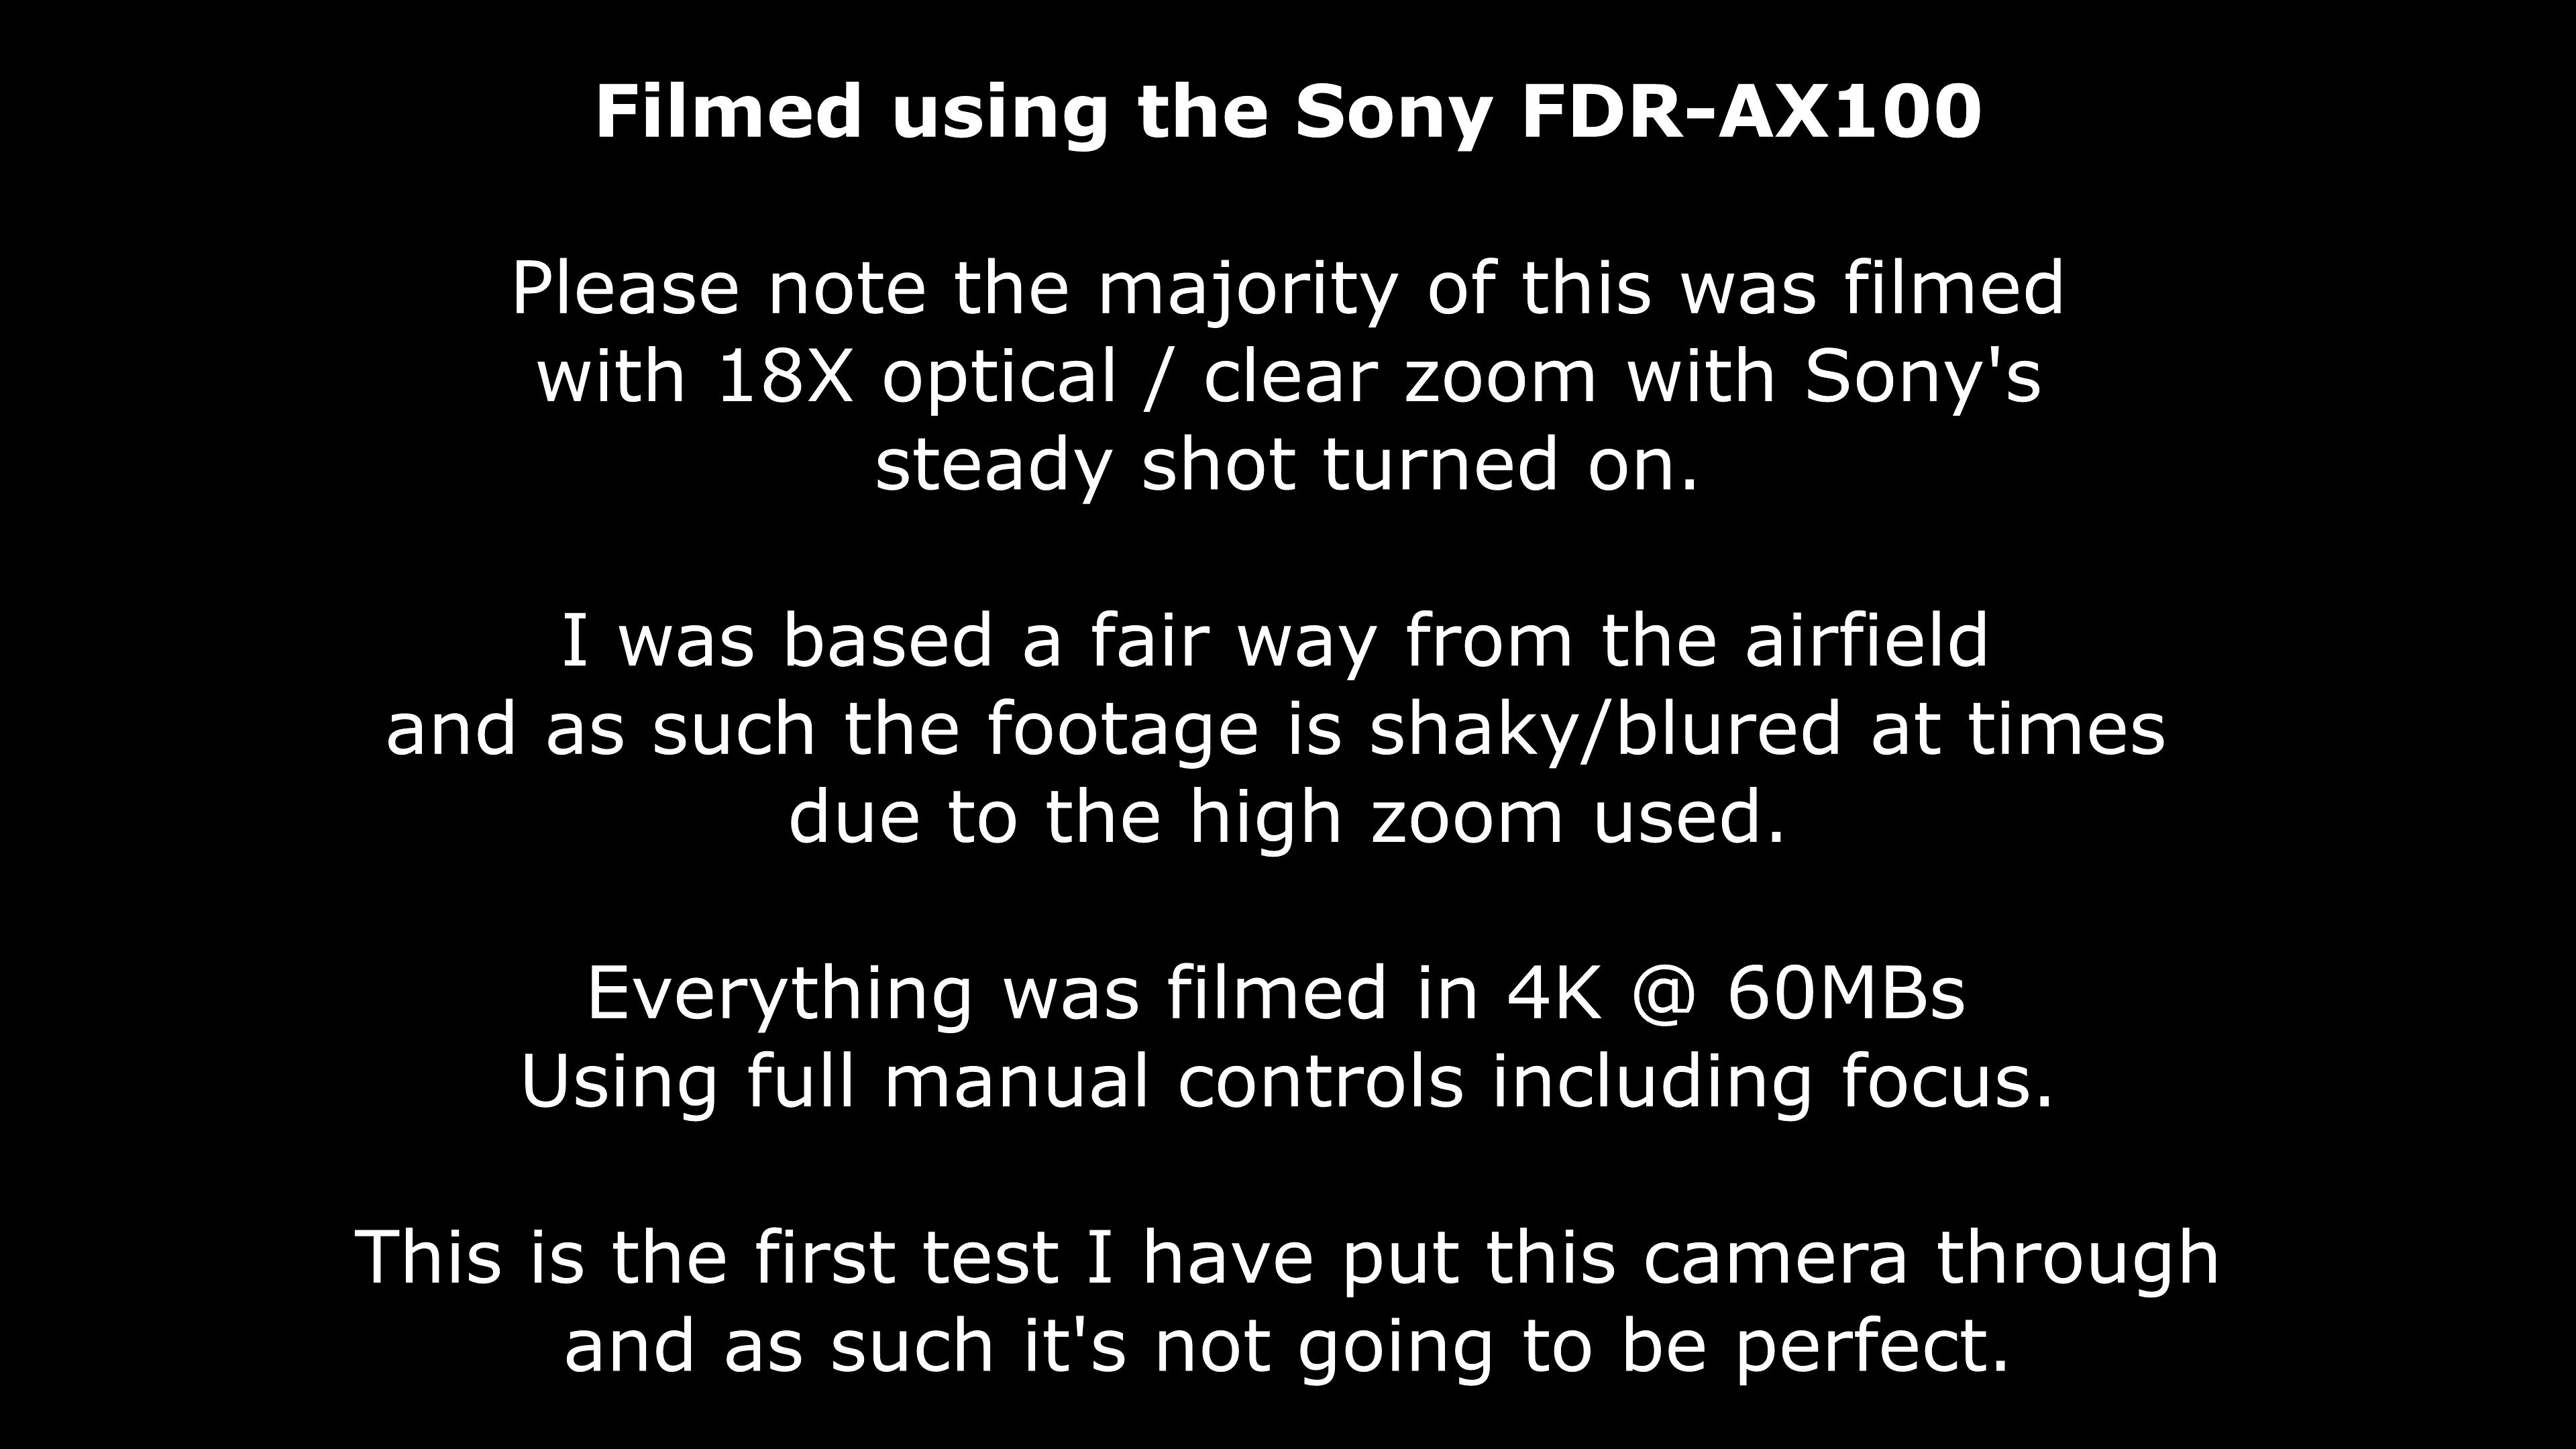 Filmed using the Sony FDR-AX100
Please note the majority of this was filmed
with 18X optical / clear zoom with Sony's
steady shot turned on.
I was based a fair way from the airfield
and as such the footage is shaky/blured at times
due to the high zoom used.
Everything was filmed in 4K @ 60MBs
Using full manual controls including focus.
This is the first test I have put this camera through
and as such it's not going to be perfect.